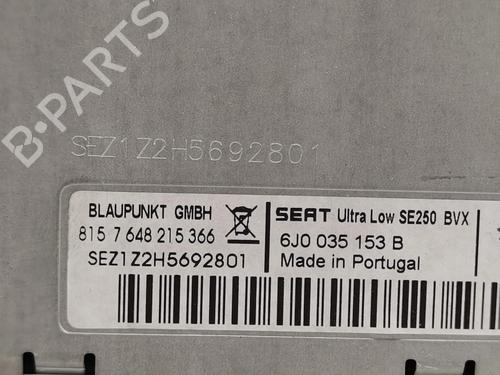 B-PARTS
SEZ1Z2H5692801
BLAUPUNKT GMBH
815 7 648 215 366
SEZ1Z2H5692801
SEAT Ultra Low SE250 BVX
6J0 035 153 B
Made in Portugal